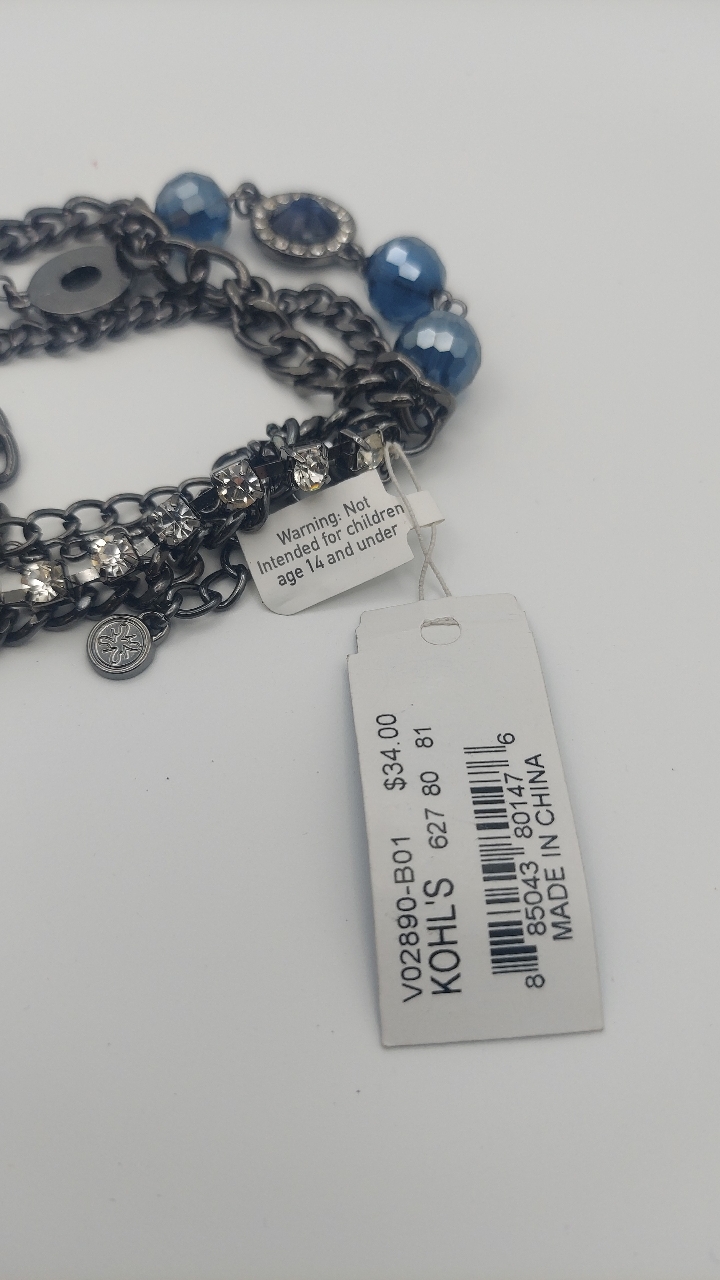 Warning: Not
Intended for children
age 14 and under
V02890-B01 $34.00
KOHL'S 627 80 81
8 85043 80147 6
MADE IN CHINA